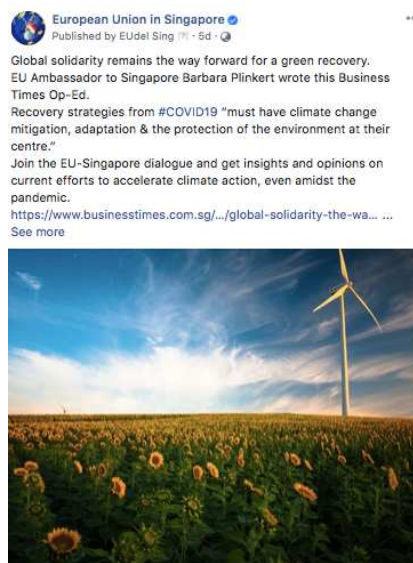 European Union in Singapore
Published by EUdel Sing [?] · 5d ·
Global solidarity remains the way forward for a green recovery.
EU Ambassador to Singapore Barbara Plinkert wrote this Business
Times Op-Ed.
Recovery strategies from #COVID19 “must have climate change
mitigation, adaptation & the protection of the environment at their
centre.”
Join the EU-Singapore dialogue and get insights and opinions on
current efforts to accelerate climate action, even amidst the
pandemic.
https://www.businesstimes.com.sg/.../global-solidarity-the-wa... ...
See more